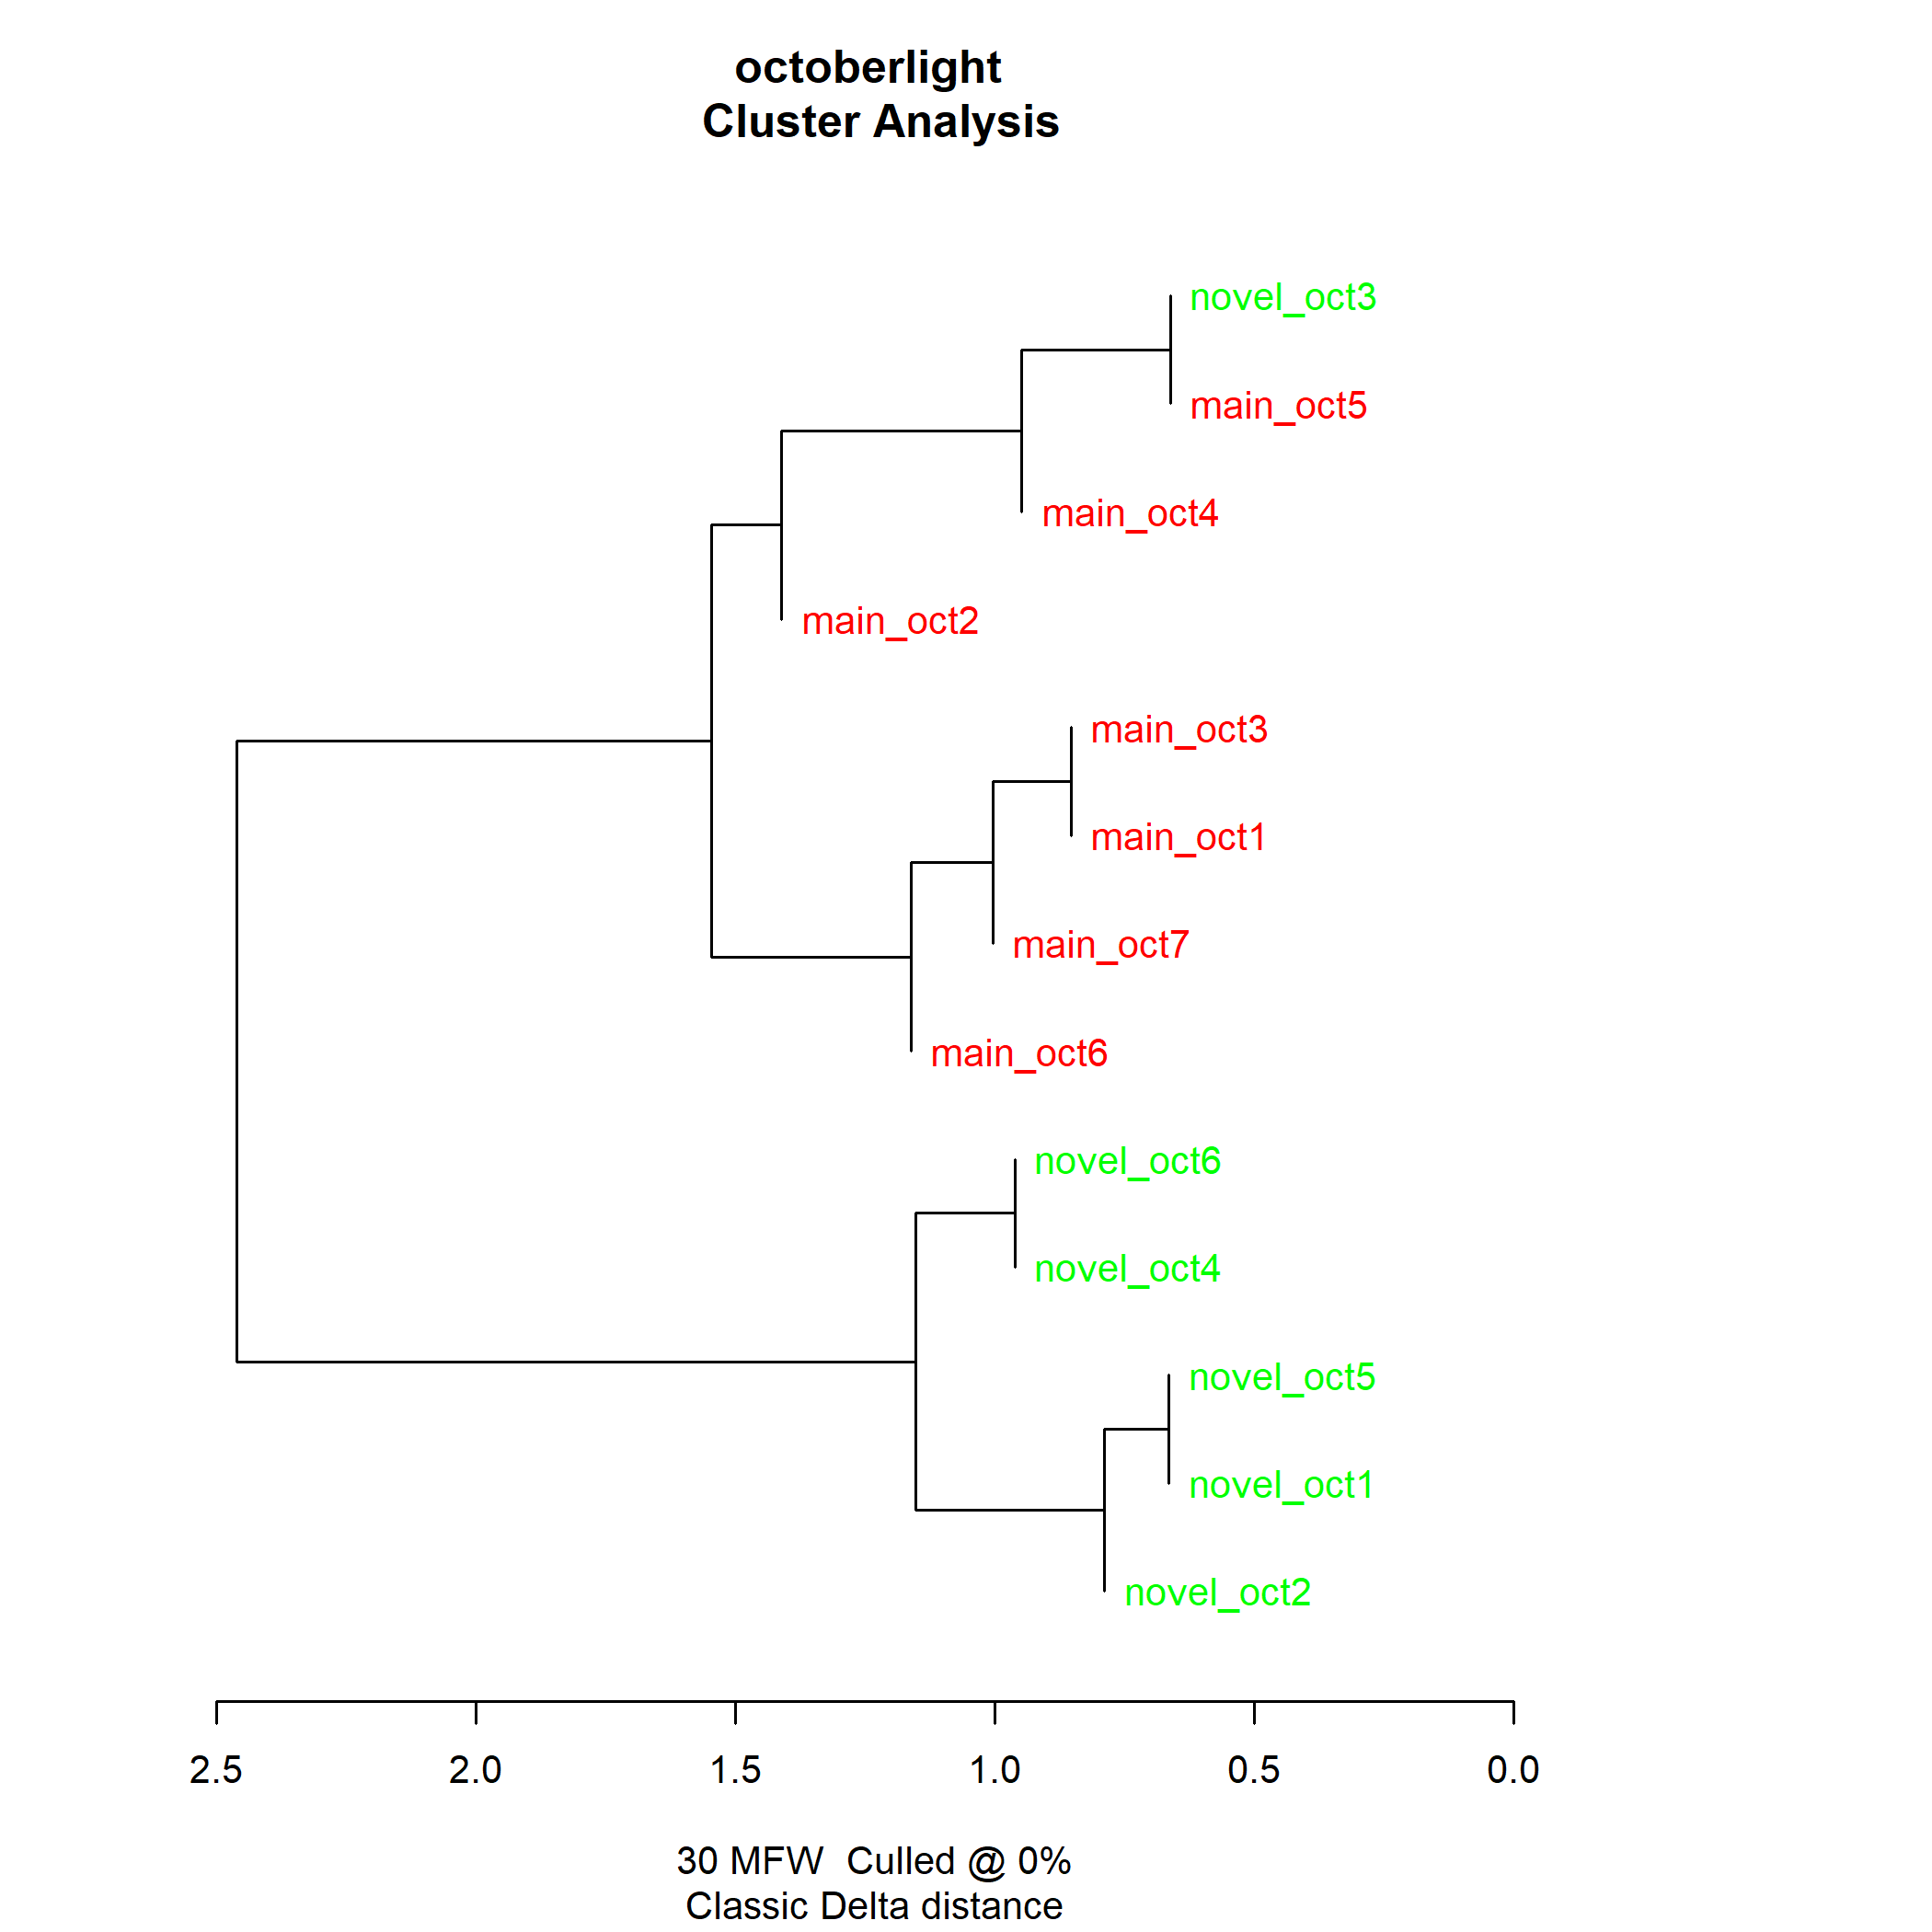 octoberlight
Cluster Analysis
novel_oct3
main_oct5
main_oct4
main_oct2
main_oct3
main_oct1
main_oct7
main_oct6
novel_oct6
novel_oct4
novel_oct5
novel_oct1
novel_oct2
2.5 2.0 1.5 1.0 0.5 0.0
30 MFW  Culled @ 0%
Classic Delta distance